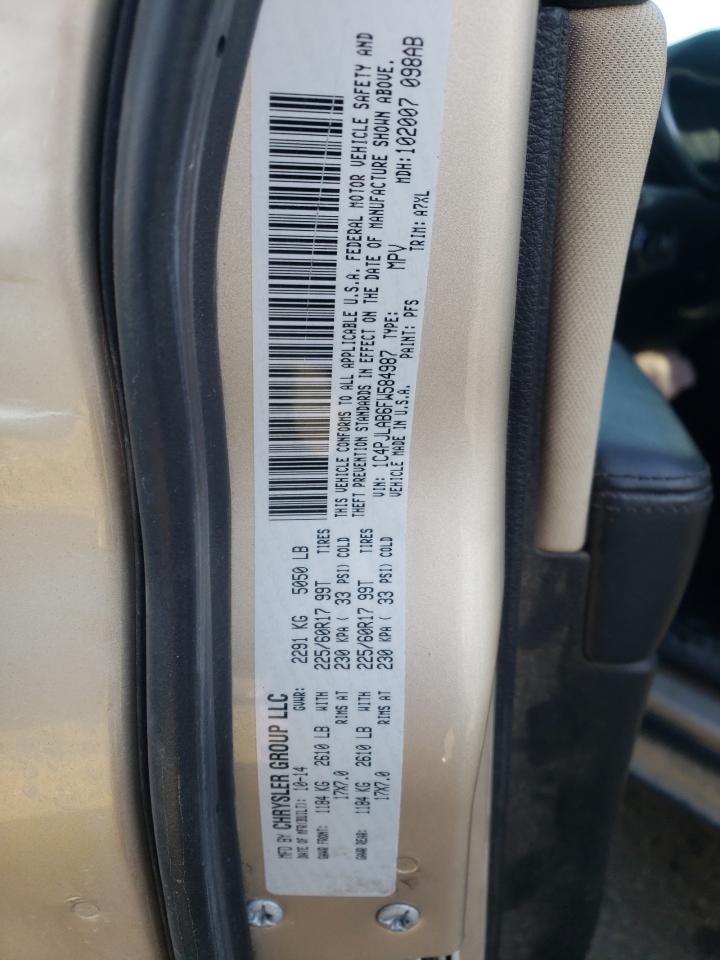 MFD BY CHRYSLER GROUP LLC
DATE OF MFR(BUILT): 10-14 GVWR: 2291 KG 5050 LB
GAWR FRONT: 1184 KG 2610 LB WITH 225/60R17 99T TIRES
17X7.0 RIMS AT 230 KPA ( 33 PSI) COLD
GAWR REAR: 1184 KG 2610 LB WITH 225/60R17 99T TIRES
17X7.0 RIMS AT 230 KPA ( 33 PSI) COLD
THIS VEHICLE CONFORMS TO ALL APPLICABLE U.S.A. FEDERAL MOTOR VEHICLE SAFETY AND
THEFT PREVENTION STANDARDS IN EFFECT ON THE DATE OF MANUFACTURE SHOWN ABOVE.
VIN: 1C4PJLAB6FW584987 TYPE: MPV MDH:102007 098AB
VEHICLE MADE IN U.S.A. PAINT: PFS TRIM: A7XL